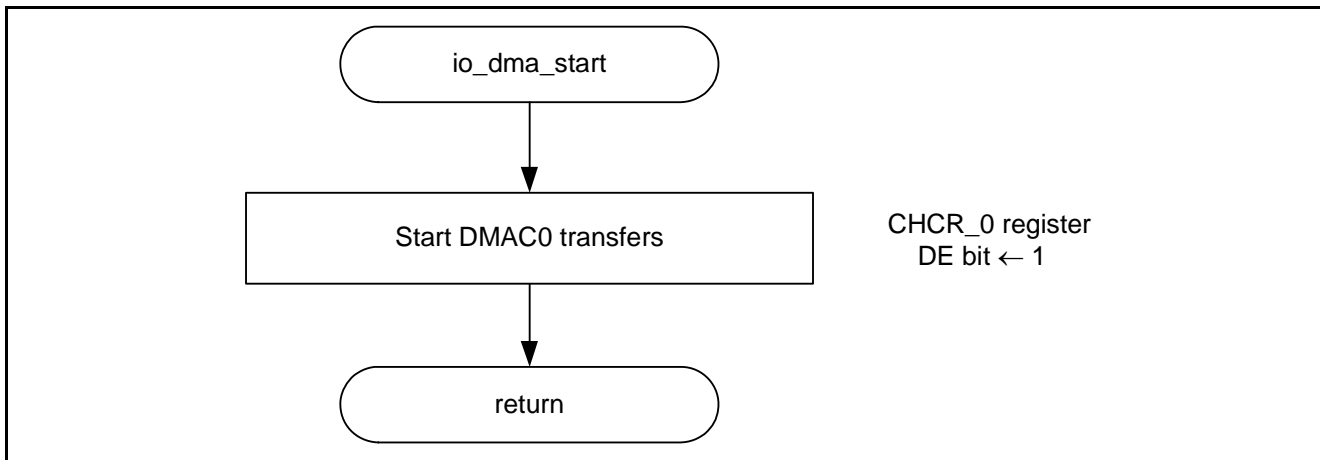 io_dma_start
Start DMAC0 transfers
CHCR_0 register
DE bit ← 1
return